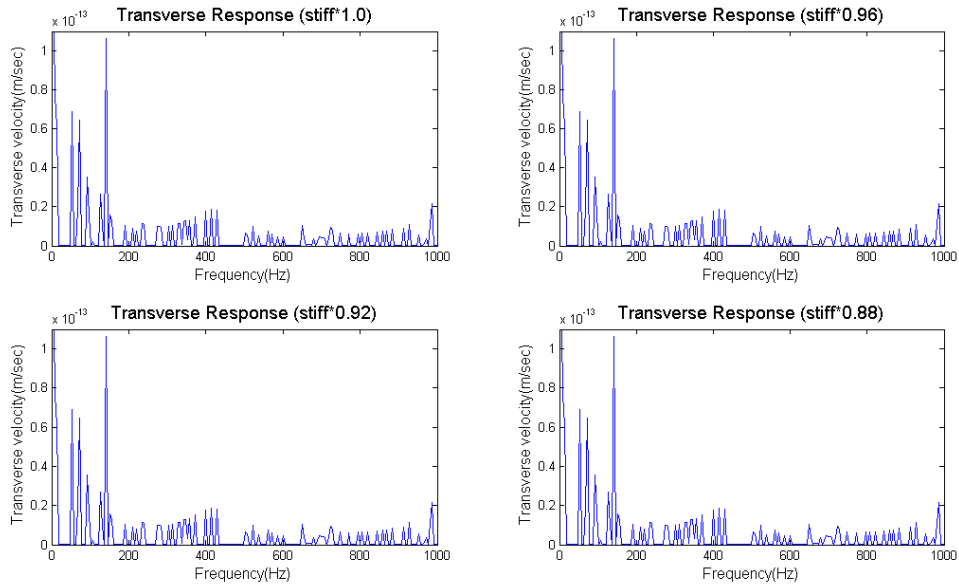 Transverse Response (stiff*1.0)
x 10^-13
1
0.8
0.6
0.4
0.2
0
Transverse velocity(m/sec)
0 200 400 600 800 1000
Frequency(Hz)
Transverse Response (stiff*0.96)
x 10^-13
1
0.8
0.6
0.4
0.2
0
Transverse velocity(m/sec)
0 200 400 600 800 1000
Frequency(Hz)
Transverse Response (stiff*0.92)
x 10^-13
1
0.8
0.6
0.4
0.2
0
Transverse velocity(m/sec)
0 200 400 600 800 1000
Frequency(Hz)
Transverse Response (stiff*0.88)
x 10^-13
1
0.8
0.6
0.4
0.2
0
Transverse velocity(m/sec)
0 200 400 600 800 1000
Frequency(Hz)